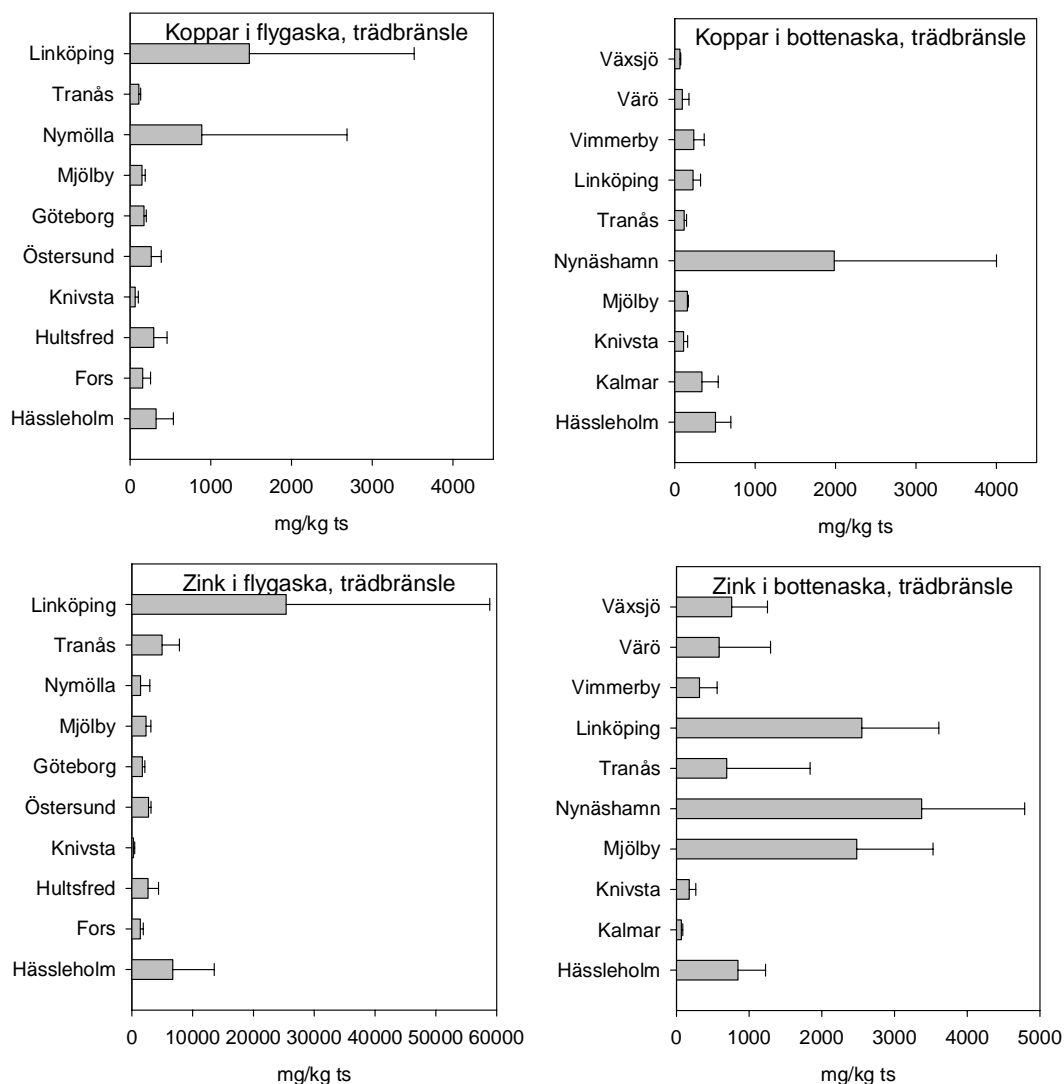 Koppar i flygaska, trädbränsle
Linköping
Tranås
Nymölla
Mjölby
Göteborg
Östersund
Knivsta
Hultsfred
Fors
Hässleholm
0 1000 2000 3000 4000
mg/kg ts
Koppar i bottenaska, trädbränsle
Växsjö
Värö
Vimmerby
Linköping
Tranås
Nynäshamn
Mjölby
Knivsta
Kalmar
Hässleholm
0 1000 2000 3000 4000
mg/kg ts
Zink i flygaska, trädbränsle
Linköping
Tranås
Nymölla
Mjölby
Göteborg
Östersund
Knivsta
Hultsfred
Fors
Hässleholm
0 10000 20000 30000 40000 50000 60000
mg/kg ts
Zink i bottenaska, trädbränsle
Växsjö
Värö
Vimmerby
Linköping
Tranås
Nynäshamn
Mjölby
Knivsta
Kalmar
Hässleholm
0 1000 2000 3000 4000 5000
mg/kg ts